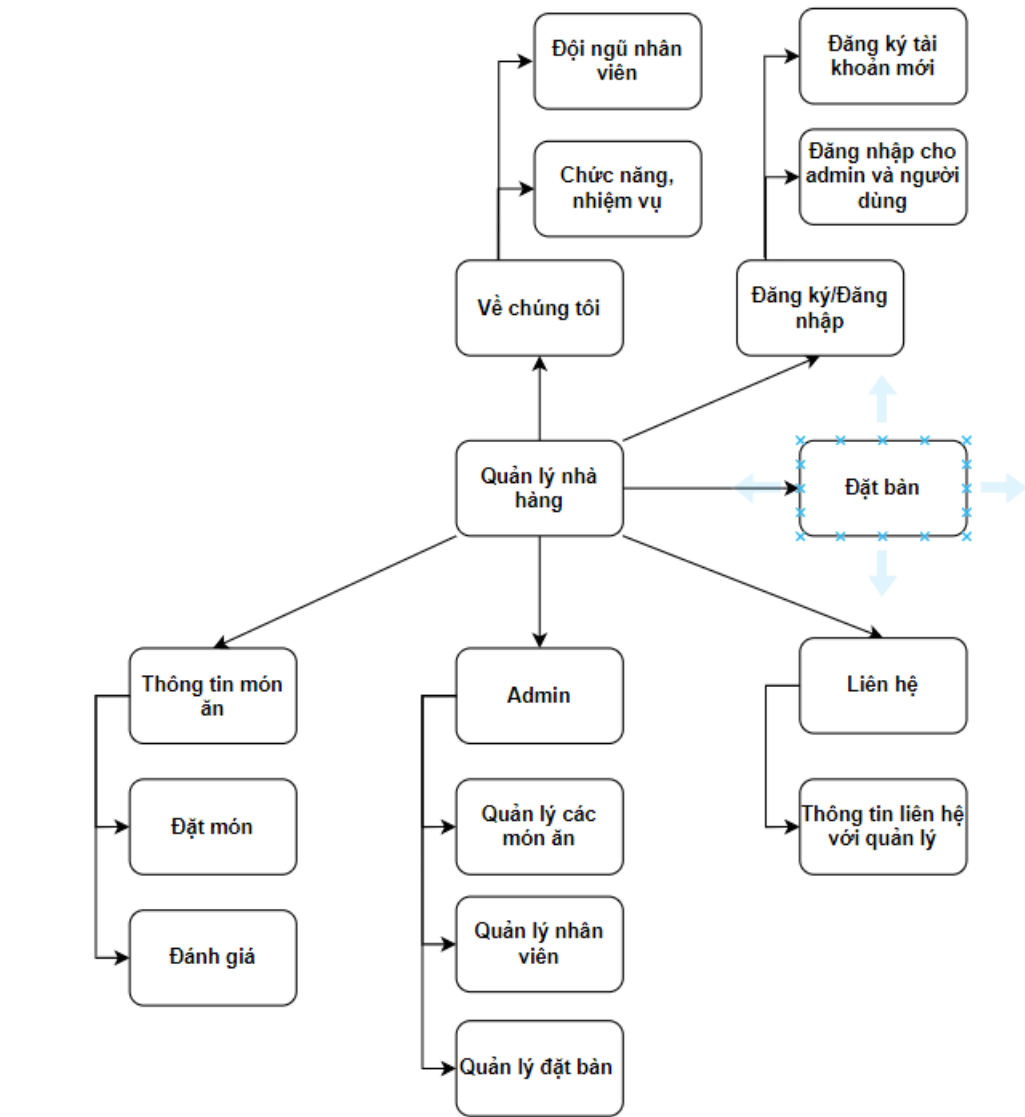 Đội ngũ nhân
viên
Đăng ký tài
khoản mới
Chức năng,
nhiệm vụ
Đăng nhập cho
admin và người
dùng
Về chúng tôi
Đăng ký/Đăng
nhập
Quản lý nhà
hàng
Đặt bàn
Thông tin món
ăn
Admin
Liên hệ
Đặt món
Quản lý các
món ăn
Thông tin liên hệ
với quản lý
Đánh giá
Quản lý nhân
viên
Quản lý đặt bàn